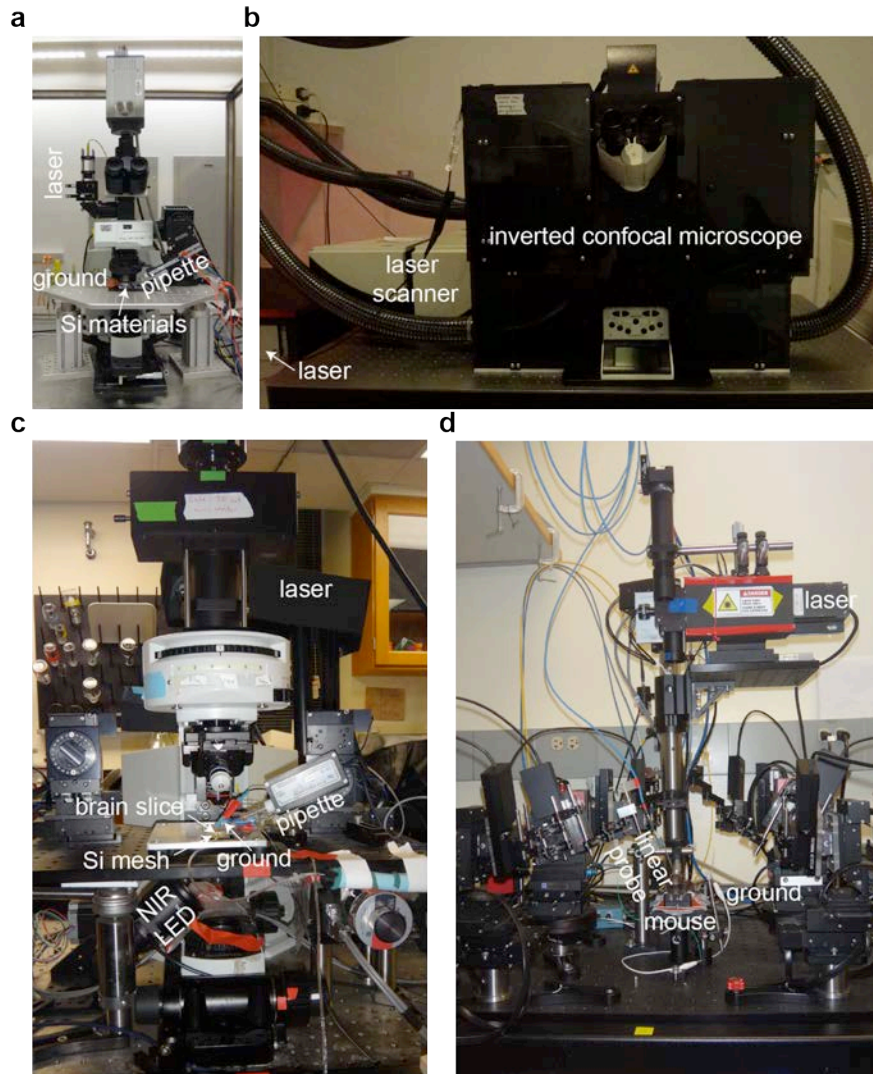 a
b
laser
ground
pipette
Si materials
inverted confocal microscope
laser
scanner
laser
c
d
laser
brain slice
pipette
Si mesh
ground
NIR
LED
DANGER
laser
linear
probe
ground
mouse